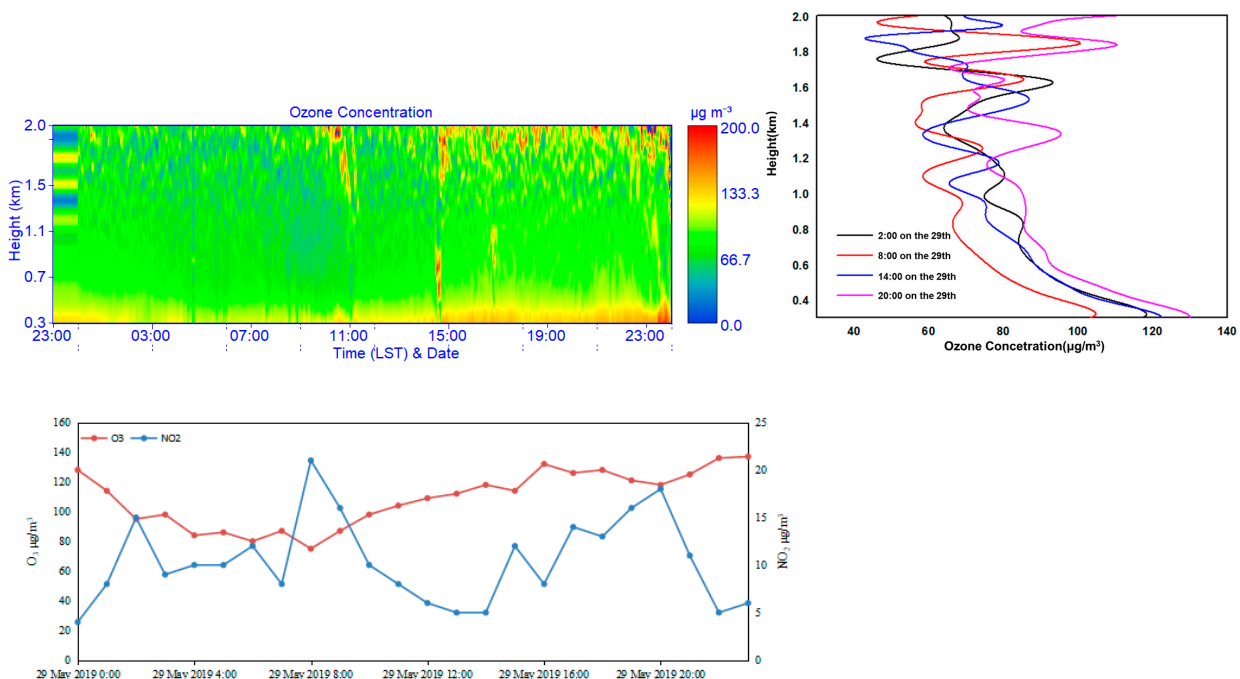 Ozone Concentration
µg m⁻³
2.0
1.5
1.1
0.7
0.3
Height (km)
200.0
133.3
66.7
0.0
23:00
03:00
07:00
11:00
15:00
19:00
23:00
Time (LST) & Date
2.0
1.8
1.6
1.4
1.2
1.0
0.8
0.6
0.4
Height(km)
2:00 on the 29th
8:00 on the 29th
14:00 on the 29th
20:00 on the 29th
40
60
80
100
120
140
Ozone Concetration(µg/m³)
160
140
120
100
80
60
40
20
0
O₃ µg/m³
O3
NO2
25
20
15
10
5
0
NO₂ µg/m³
29 May 2019 0:00
29 May 2019 4:00
29 May 2019 8:00
29 May 2019 12:00
29 May 2019 16:00
29 May 2019 20:00